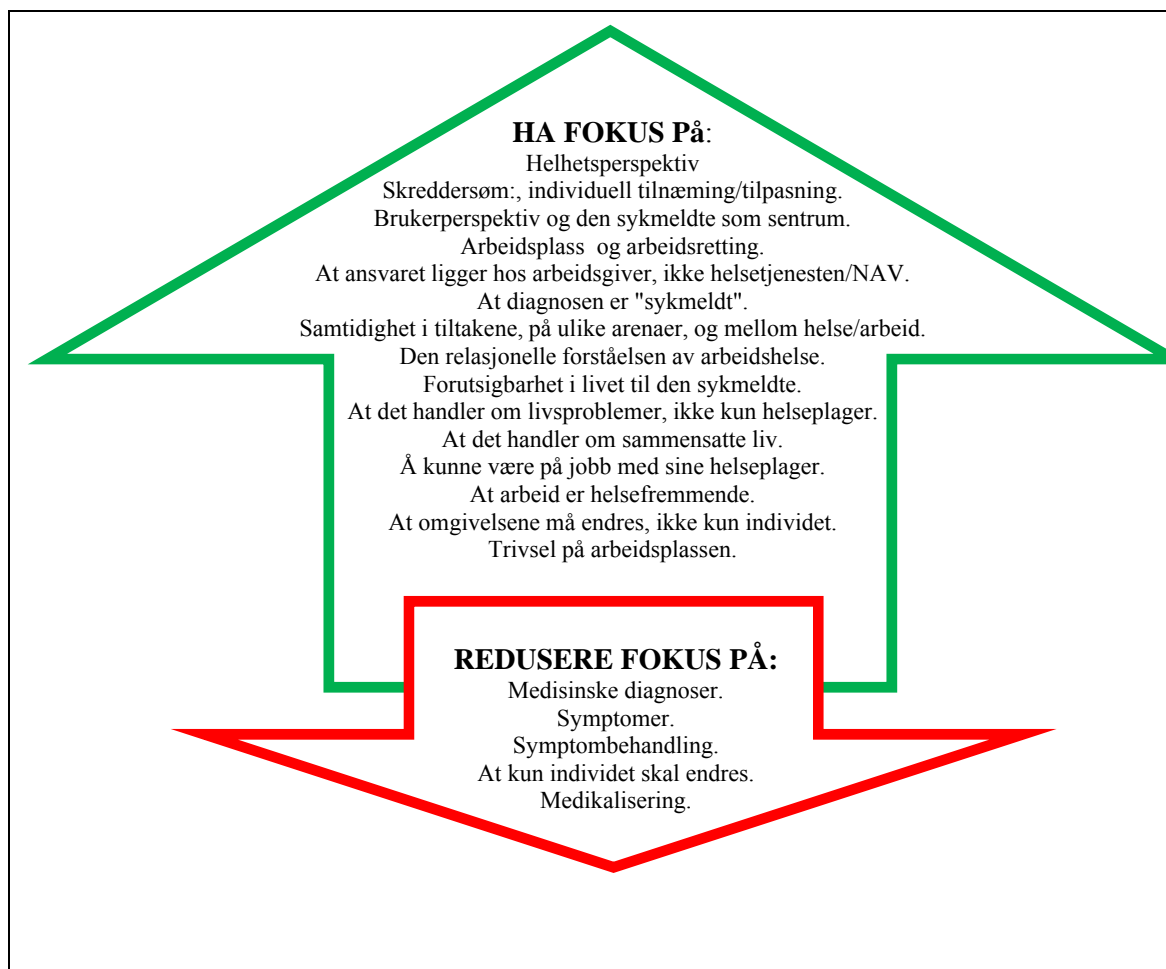 HA FOKUS På:
Helhetsperspektiv
Skreddersøm:, individuell tilnæming/tilpasning.
Brukerperspektiv og den sykmeldte som sentrum.
Arbeidsplass og arbeidsretting.
At ansvaret ligger hos arbeidsgiver, ikke helsetjenesten/NAV.
At diagnosen er "sykmeldt".
Samtidighet i tiltakene, på ulike arenaer, og mellom helse/arbeid.
Den relasjonelle forståelsen av arbeidshelse.
Forutsigbarhet i livet til den sykmeldte.
At det handler om livsproblemer, ikke kun helseplager.
At det handler om sammensatte liv.
Å kunne være på jobb med sine helseplager.
At arbeid er helsefremmende.
At omgivelsene må endres, ikke kun individet.
Trivsel på arbeidsplassen.
REDUSERE FOKUS PÅ:
Medisinske diagnoser.
Symptomer.
Symptombehandling.
At kun individet skal endres.
Medikalisering.